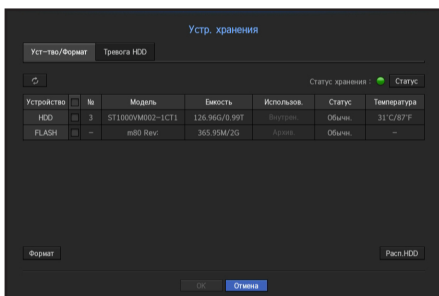 Устр. хранения
Уст-тво/Формат Тревога HDD
Статус хранения : Статус
Устройство № Модель Емкость Использов. Статус Температура
HDD 3 ST1000VM002-1CT1 126.96G/0.99T Внутрен. Обычн. 31°C/87°F
FLASH - m80 Rev: 365.95M/2G Архив. Обычн. -
Формат Расп.HDD
OK Отмена